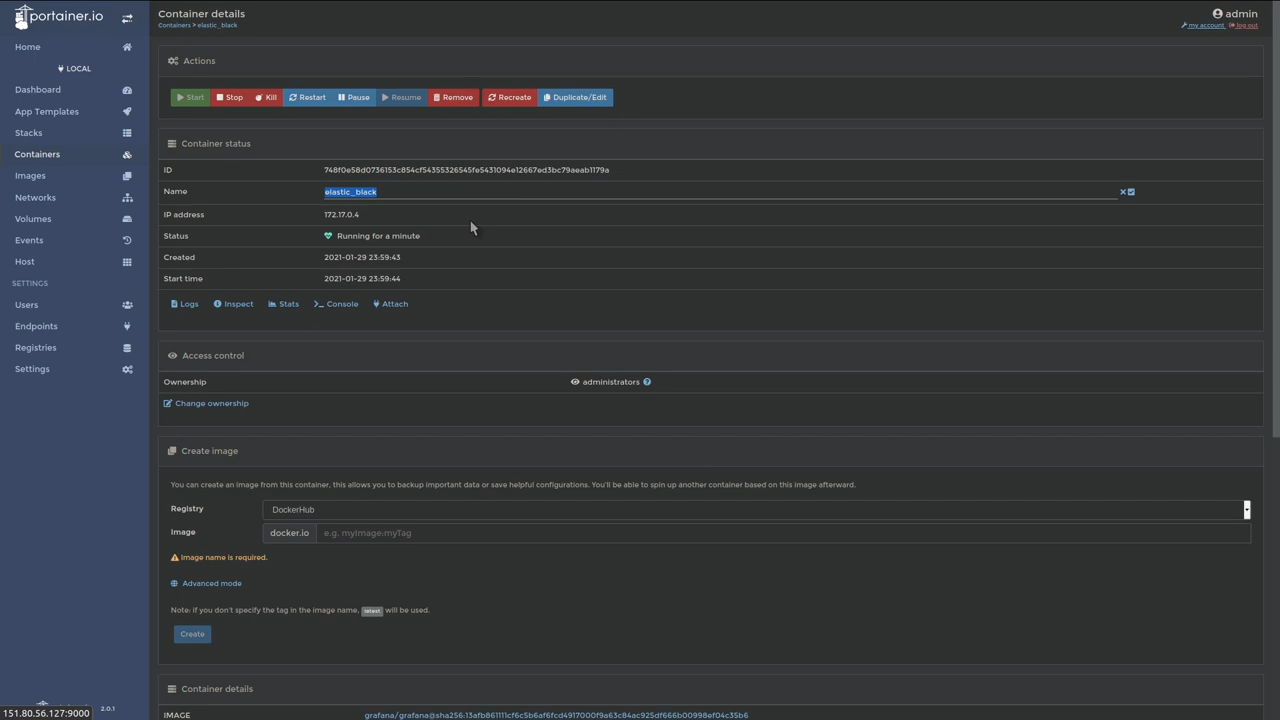 portainer.io
Container details
Containers > elastic_black
admin
my account log out
Home
LOCAL
Dashboard
App Templates
Stacks
Containers
Images
Networks
Volumes
Events
Host
SETTINGS
Users
Endpoints
Registries
Settings
2.0.1
151.80.56.127:9000
Actions
Start Stop Kill Restart Pause Resume Remove Recreate Duplicate/Edit
Container status
ID 748f0e58d0736153c854cf54355326545fe5431094e12667ed3bc79aeab1179a
Name elastic_black
IP address 172.17.0.4
Status Running for a minute
Created 2021-01-29 23:59:43
Start time 2021-01-29 23:59:44
Logs Inspect Stats Console Attach
Access control
Ownership administrators
Change ownership
Create image
You can create an image from this container, this allows you to backup important data or save helpful configurations. You'll be able to spin up another container based on this image afterward.
Registry DockerHub
Image docker.io e.g. myImage:myTag
Image name is required.
Advanced mode
Note: if you don't specify the tag in the image name, latest will be used.
Create
Container details
IMAGE grafana/grafana@sha256:13afb861111cf6c5b6af6fcd4917000f9a63c84ac925df666b00998ef04c35b6